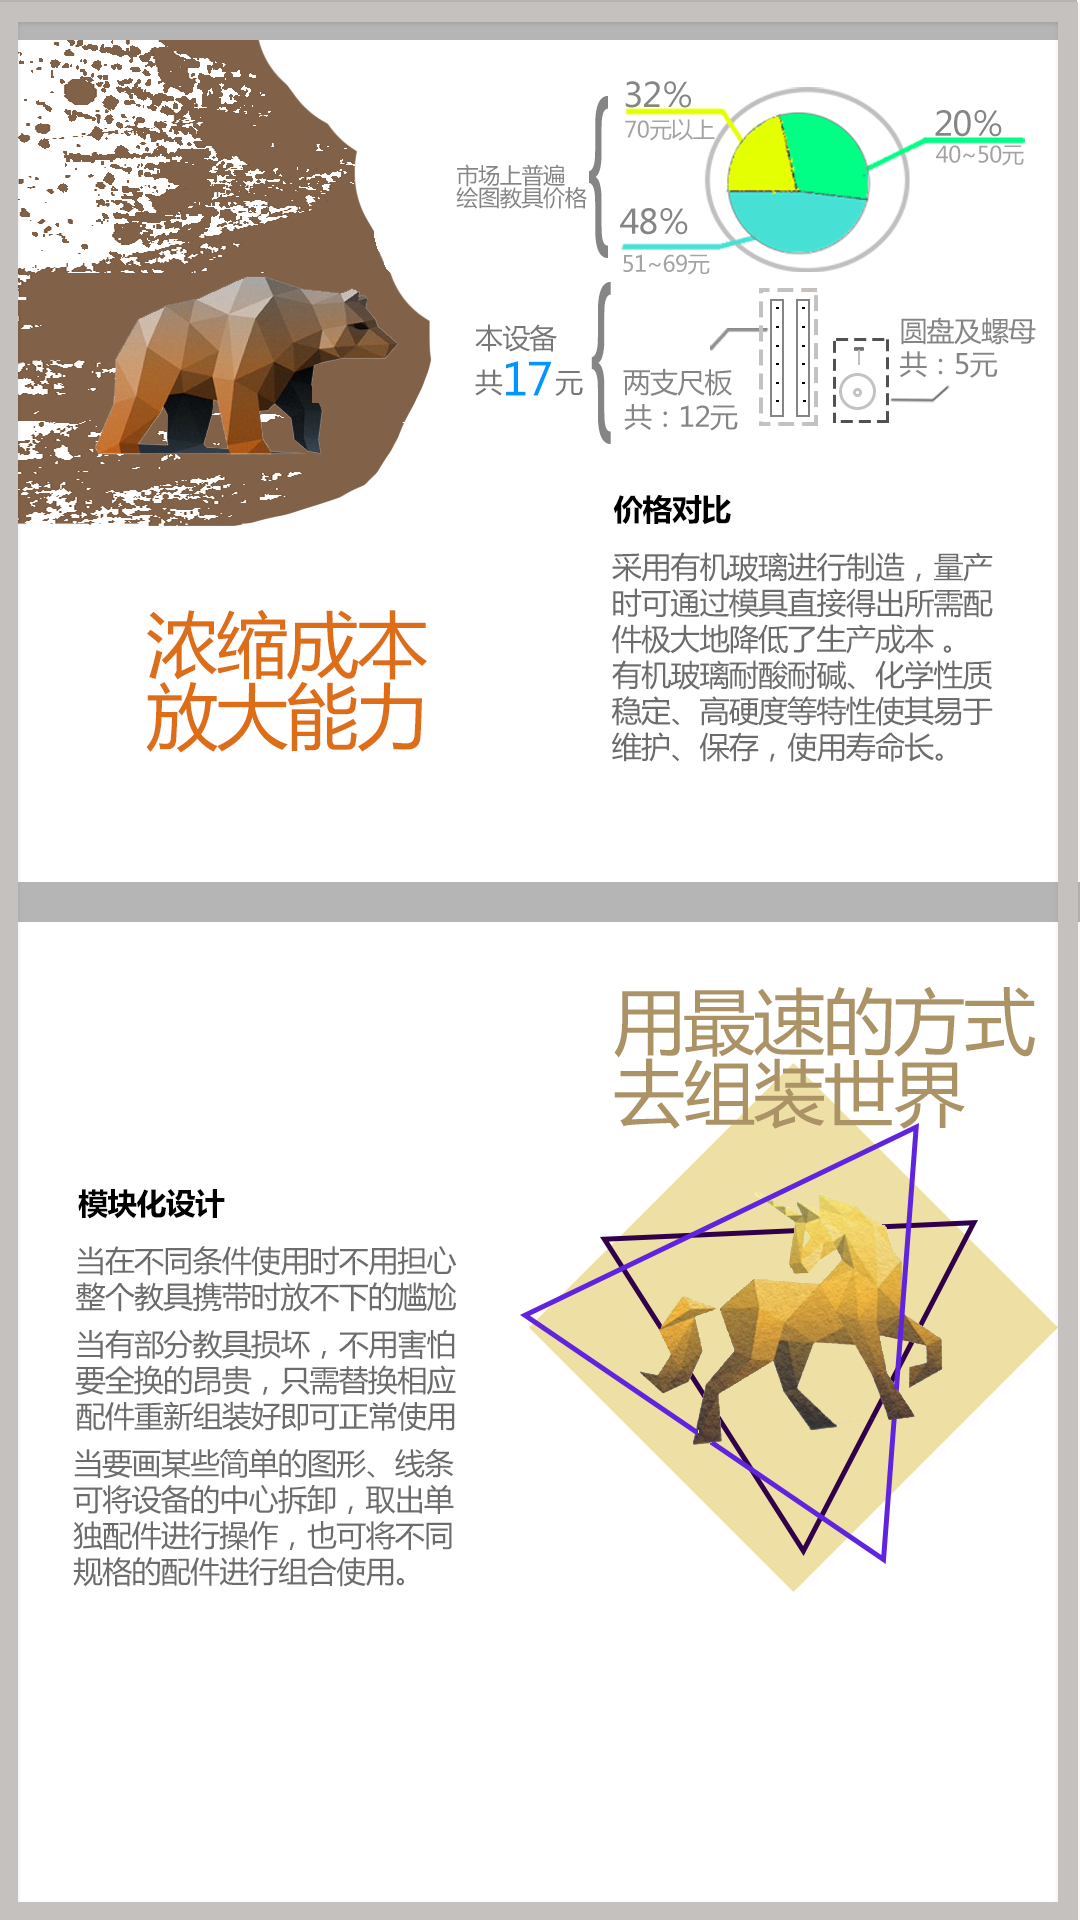 32%
70元以上
20%
40~50元
市场上普遍
绘图教具价格
48%
51~69元
本设备
共17元
两支尺板
共：12元
圆盘及螺母
共：5元
价格对比
采用有机玻璃进行制造，量产
时可通过模具直接得出所需配
件极大地降低了生产成本 。
有机玻璃耐酸耐碱、化学性质
稳定、高硬度等特性使其易于
维护、保存，使用寿命长。
浓缩成本
放大能力
用最速的方式
去组装世界
模块化设计
当在不同条件使用时不用担心
整个教具携带时放不下的尴尬
当有部分教具损坏，不用害怕
要全换的昂贵，只需替换相应
配件重新组装好即可正常使用
当要画某些简单的图形、线条
可将设备的中心拆卸，取出单
独配件进行操作，也可将不同
规格的配件进行组合使用。